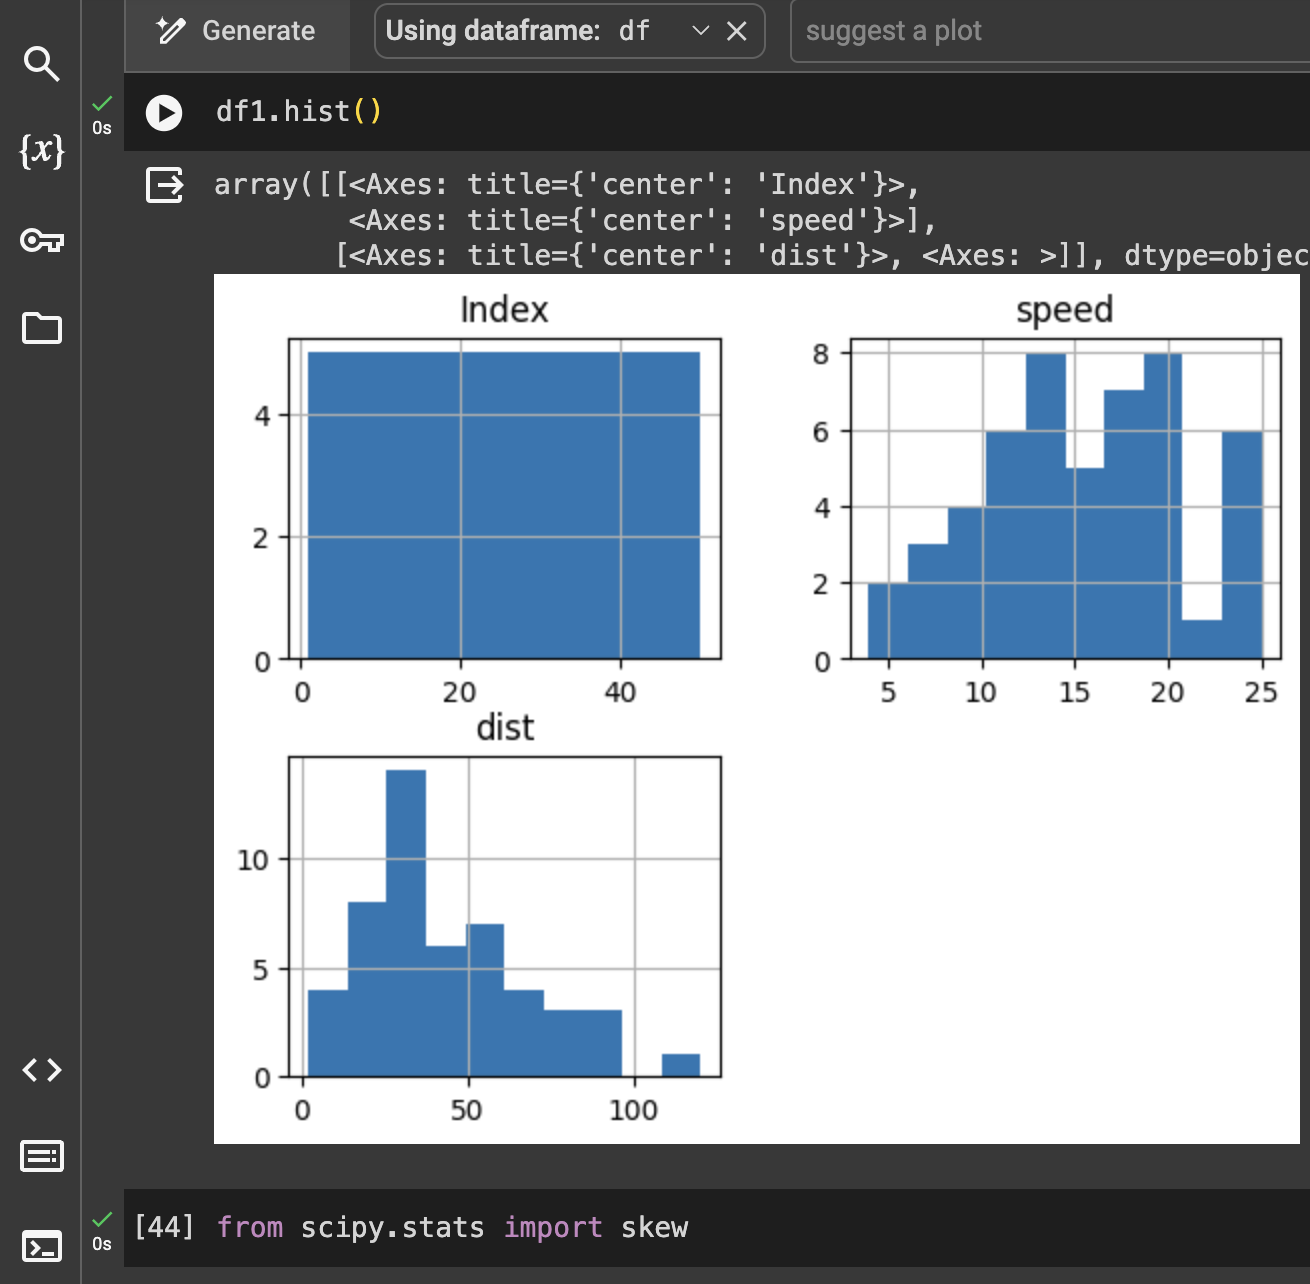 Generate
Using dataframe: df
suggest a plot
0s
df1.hist()
array([[<Axes: title={'center': 'Index'}>,
<Axes: title={'center': 'speed'}>],
[<Axes: title={'center': 'dist'}>, <Axes: >]], dtype=objec
Index
4
2
0
0 20 40
speed
8
6
4
2
0
5 10 15 20 25
dist
10
5
0
0 50 100
{x}
0s
[44] from scipy.stats import skew